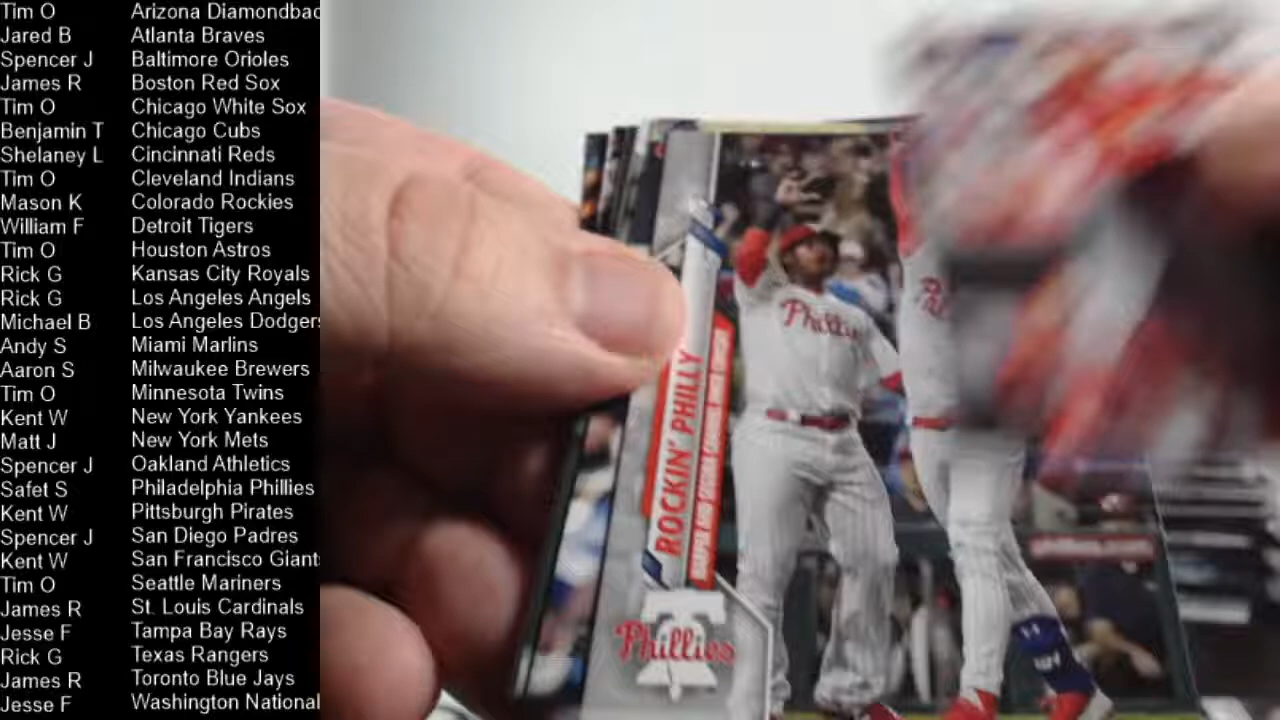 Tim O Arizona Diamondbac
Jared B Atlanta Braves
Spencer J Baltimore Orioles
James R Boston Red Sox
Tim O Chicago White Sox
Benjamin T Chicago Cubs
Shelaney L Cincinnati Reds
Tim O Cleveland Indians
Mason K Colorado Rockies
William F Detroit Tigers
Tim O Houston Astros
Rick G Kansas City Royals
Rick G Los Angeles Angels
Michael B Los Angeles Dodgers
Andy S Miami Marlins
Aaron S Milwaukee Brewers
Tim O Minnesota Twins
Kent W New York Yankees
Matt J New York Mets
Spencer J Oakland Athletics
Safet S Philadelphia Phillies
Kent W Pittsburgh Pirates
Spencer J San Diego Padres
Kent W San Francisco Giants
Tim O Seattle Mariners
James R St. Louis Cardinals
Jesse F Tampa Bay Rays
Rick G Texas Rangers
James R Toronto Blue Jays
Jesse F Washington National
ROCKIN' PHILLY
Phillies
Phillies